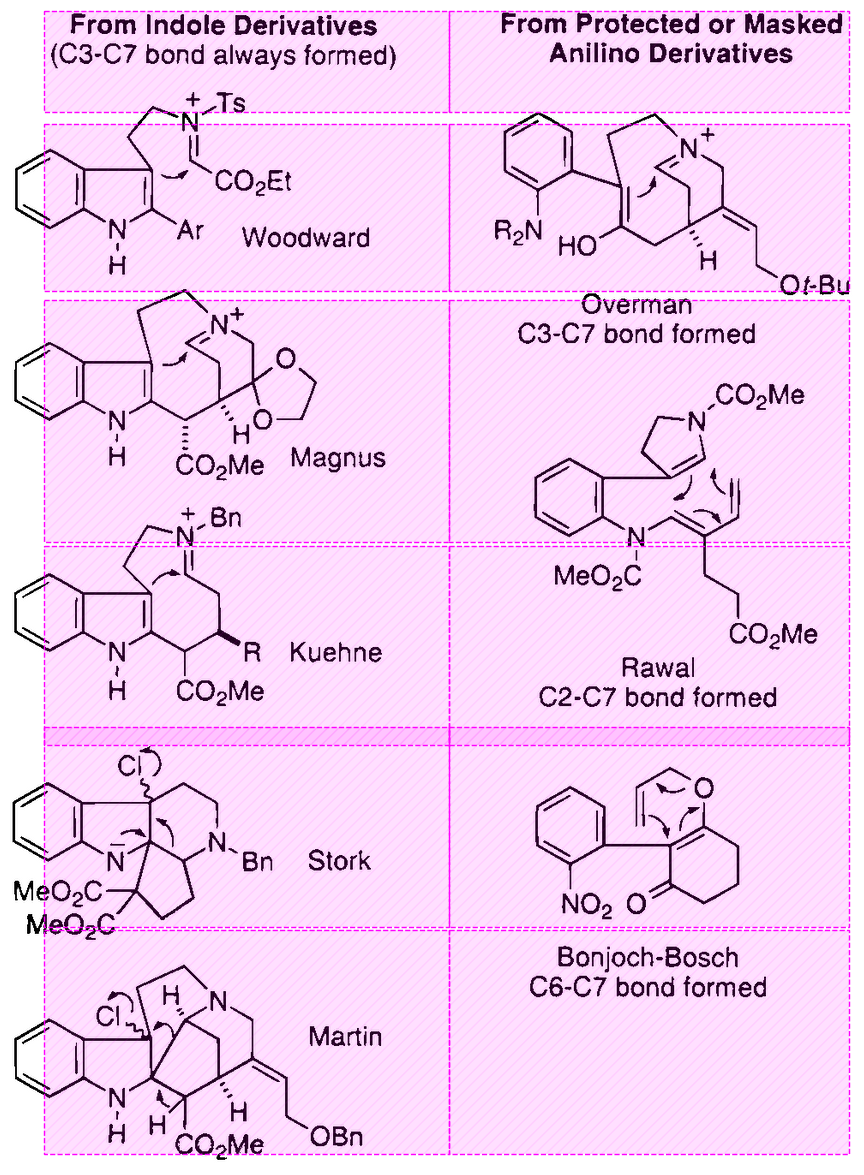 From Indole Derivatives
(C3-C7 bond always formed)
From Protected or Masked
Anilino Derivatives
+
N
Ts
CO2Et
N
H
Ar
Woodward
N
+
R2N
HO
H
Ot-Bu
Overman
C3-C7 bond formed
N
+
O
O
N
H
H
CO2Me
Magnus
CO2Me
N
N
MeO2C
CO2Me
Rawal
C2-C7 bond formed
+
N
Bn
N
H
R
CO2Me
Kuehne
Cl
N
−
N
Bn
MeO2C
MeO2C
Stork
O
O
NO2
Bonjoch-Bosch
C6-C7 bond formed
H
N
Cl
N
H
H
H
CO2Me
OBn
Martin